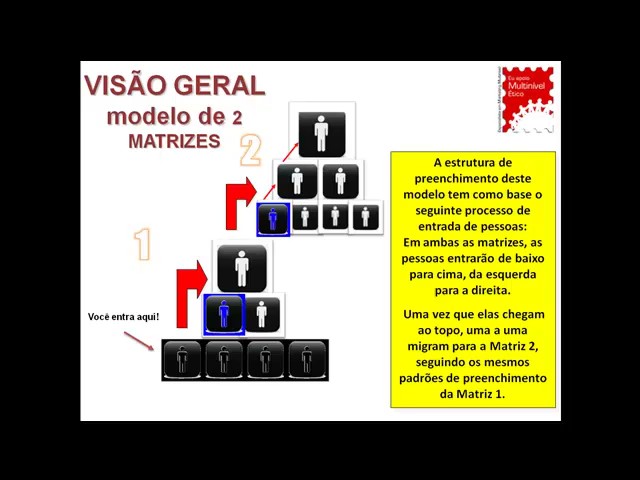 VISÃO GERAL
modelo de 2
MATRIZES
2
1
Você entra aqui!
Eu apoio
Multinível
Ético
A estrutura de
preenchimento deste
modelo tem como base o
seguinte processo de
entrada de pessoas:
Em ambas as matrizes, as
pessoas entrarão de baixo
para cima, da esquerda
para a direita.
Uma vez que elas chegam
ao topo, uma a uma
migram para a Matriz 2,
seguindo os mesmos
padrões de preenchimento
da Matriz 1.